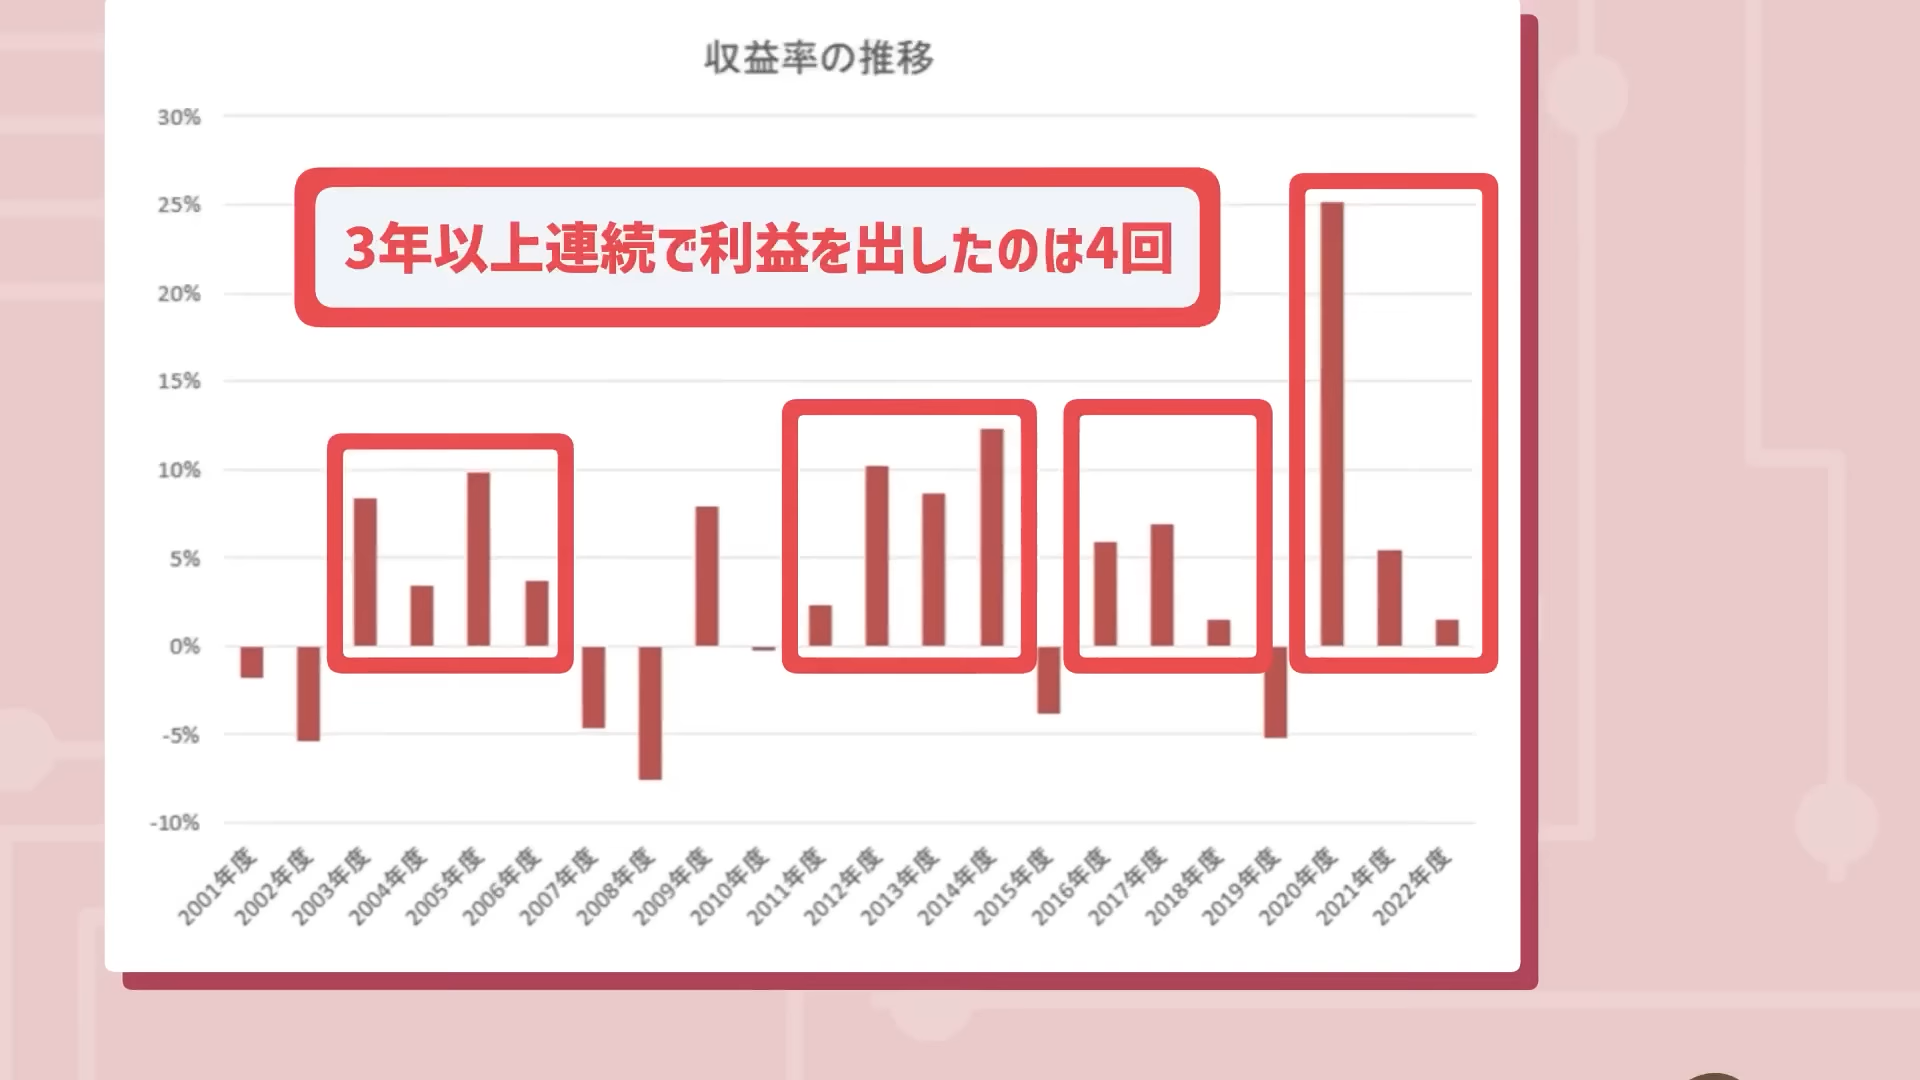 収益率の推移
30%
25%
20%
15%
10%
5%
0%
-5%
-10%
3年以上連続で利益を出したのは4回
2001年度
2002年度
2003年度
2004年度
2005年度
2006年度
2007年度
2008年度
2009年度
2010年度
2011年度
2012年度
2013年度
2014年度
2015年度
2016年度
2017年度
2018年度
2019年度
2020年度
2021年度
2022年度